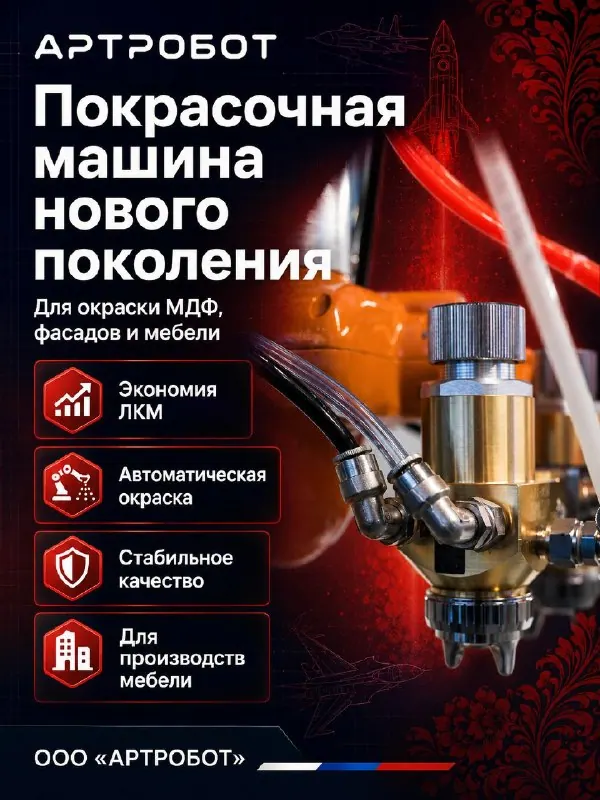 АРТРОБОТ
Покрасочная
машина
нового
поколения
Для окраски МДФ,
фасадов и мебели
Экономия
ЛКМ
Автоматическая
окраска
Стабильное
качество
Для
производств
мебели
ООО «АРТРОБОТ»